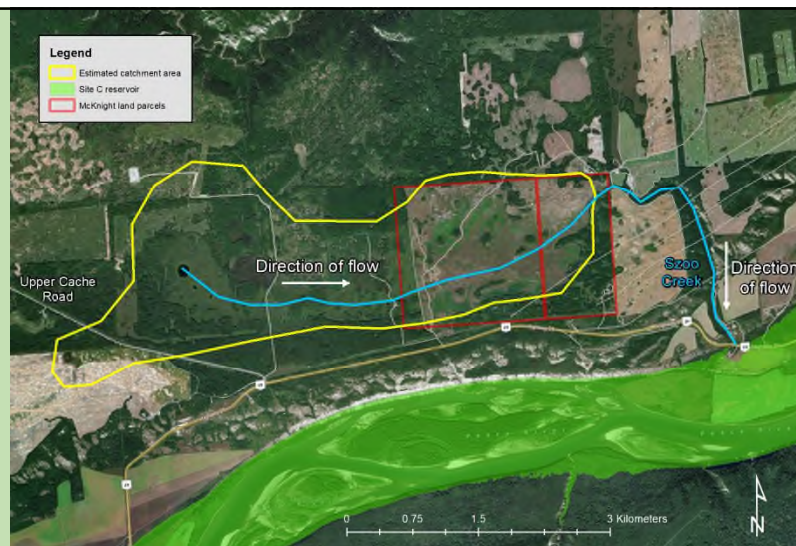 Legend
Estimated catchment area
Site C reservoir
McKnight land parcels
Upper Cache
Road
Direction of flow
Szoo
Creek
Direction
of flow
0 0.75 1.5 3 Kilometers
N